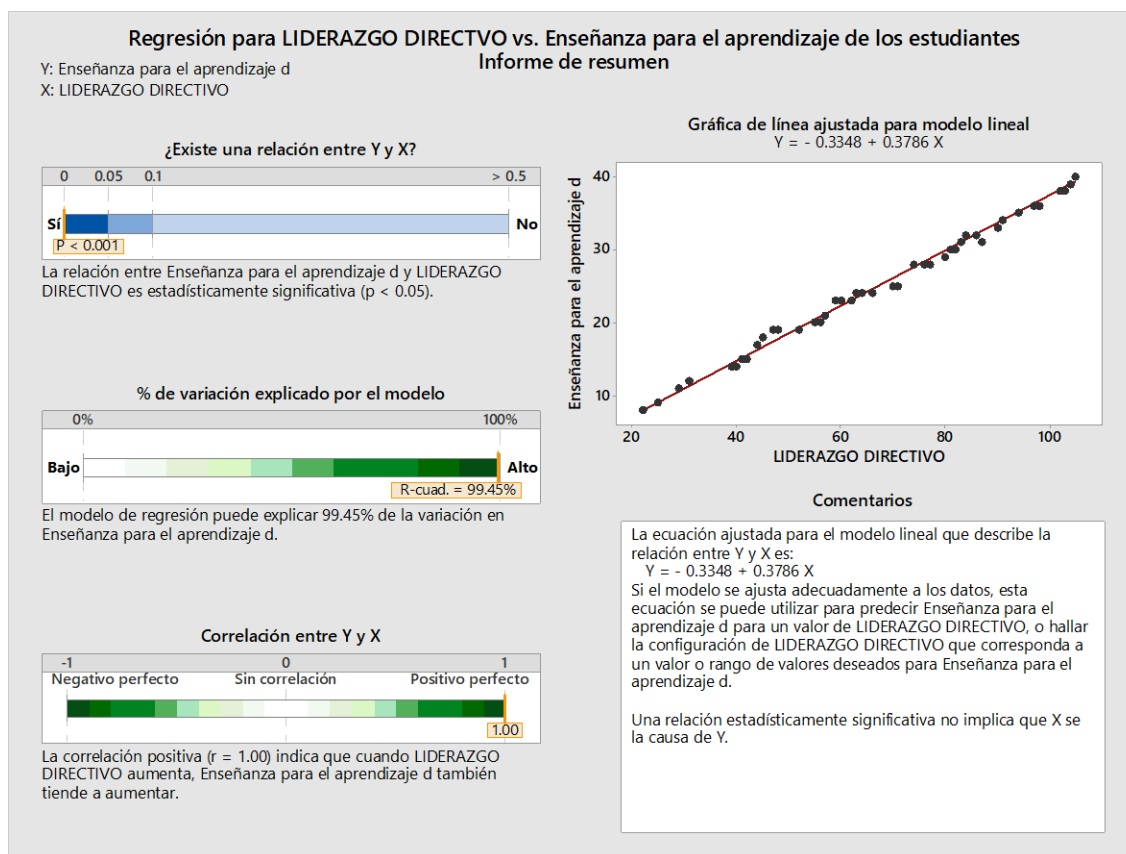 Regresión para LIDERAZGO DIRECTVO vs. Enseñanza para el aprendizaje de los estudiantes
Informe de resumen
Y: Enseñanza para el aprendizaje d
X: LIDERAZGO DIRECTIVO
¿Existe una relación entre Y y X?
0 0.05 0.1 > 0.5
Sí No
P < 0.001
La relación entre Enseñanza para el aprendizaje d y LIDERAZGO
DIRECTIVO es estadísticamente significativa (p < 0.05).
% de variación explicado por el modelo
0% 100%
Bajo Alto
R-cuad. = 99.45%
El modelo de regresión puede explicar 99.45% de la variación en
Enseñanza para el aprendizaje d.
Correlación entre Y y X
-1 0 1
Negativo perfecto Sin correlación Positivo perfecto
1.00
La correlación positiva (r = 1.00) indica que cuando LIDERAZGO
DIRECTIVO aumenta, Enseñanza para el aprendizaje d también
tiende a aumentar.
Gráfica de línea ajustada para modelo lineal
Y = - 0.3348 + 0.3786 X
Enseñanza para el aprendizaje d
40
30
20
10
20 40 60 80 100
LIDERAZGO DIRECTIVO
Comentarios
La ecuación ajustada para el modelo lineal que describe la
relación entre Y y X es:
Y = - 0.3348 + 0.3786 X
Si el modelo se ajusta adecuadamente a los datos, esta
ecuación se puede utilizar para predecir Enseñanza para el
aprendizaje d para un valor de LIDERAZGO DIRECTIVO, o hallar
la configuración de LIDERAZGO DIRECTIVO que corresponda a
un valor o rango de valores deseados para Enseñanza para el
aprendizaje d.
Una relación estadísticamente significativa no implica que X se
la causa de Y.